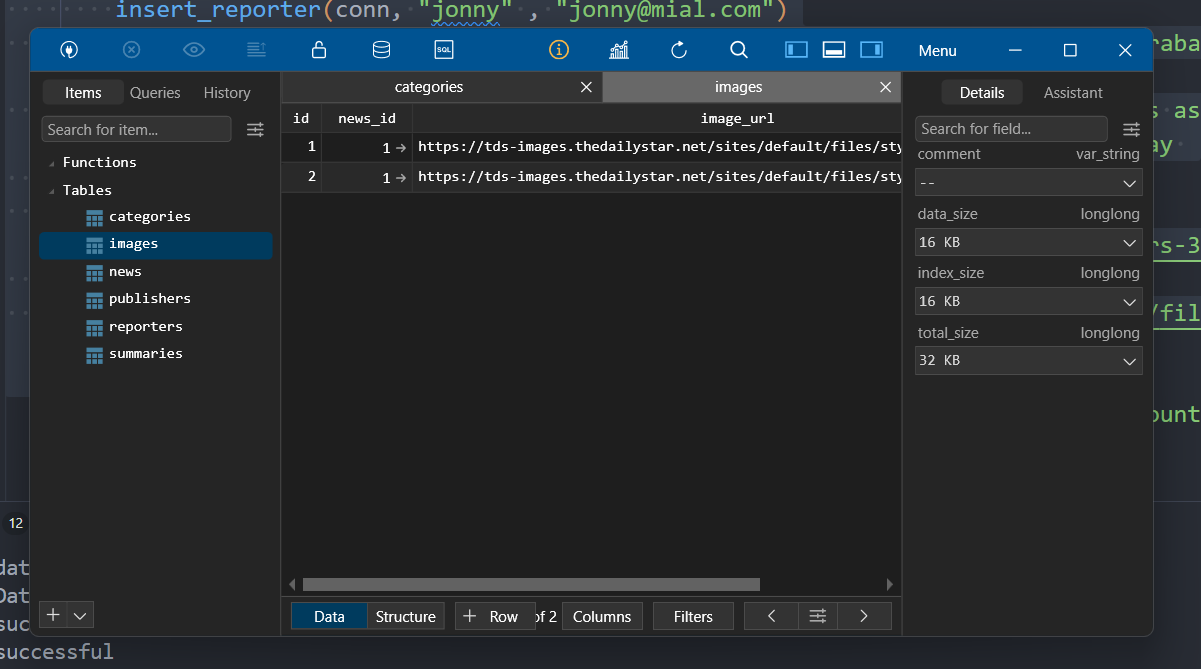 insert_reporter(conn, "jonny" , "jonny@mial.com")
SQL
Menu
Items Queries History
categories
images
Details Assistant
Search for item...
Search for field...
id news_id image_url
1 1 → https://tds-images.thedailystar.net/sites/default/files/sty
2 1 → https://tds-images.thedailystar.net/sites/default/files/sty
Functions
Tables
categories
images
news
publishers
reporters
summaries
comment var_string
--
data_size longlong
16 KB
index_size longlong
16 KB
total_size longlong
32 KB
Data Structure + Row of 2 Columns Filters
raba
s as
ay
rs-3
/fil
ount
12
dat
Dat
suc
successful